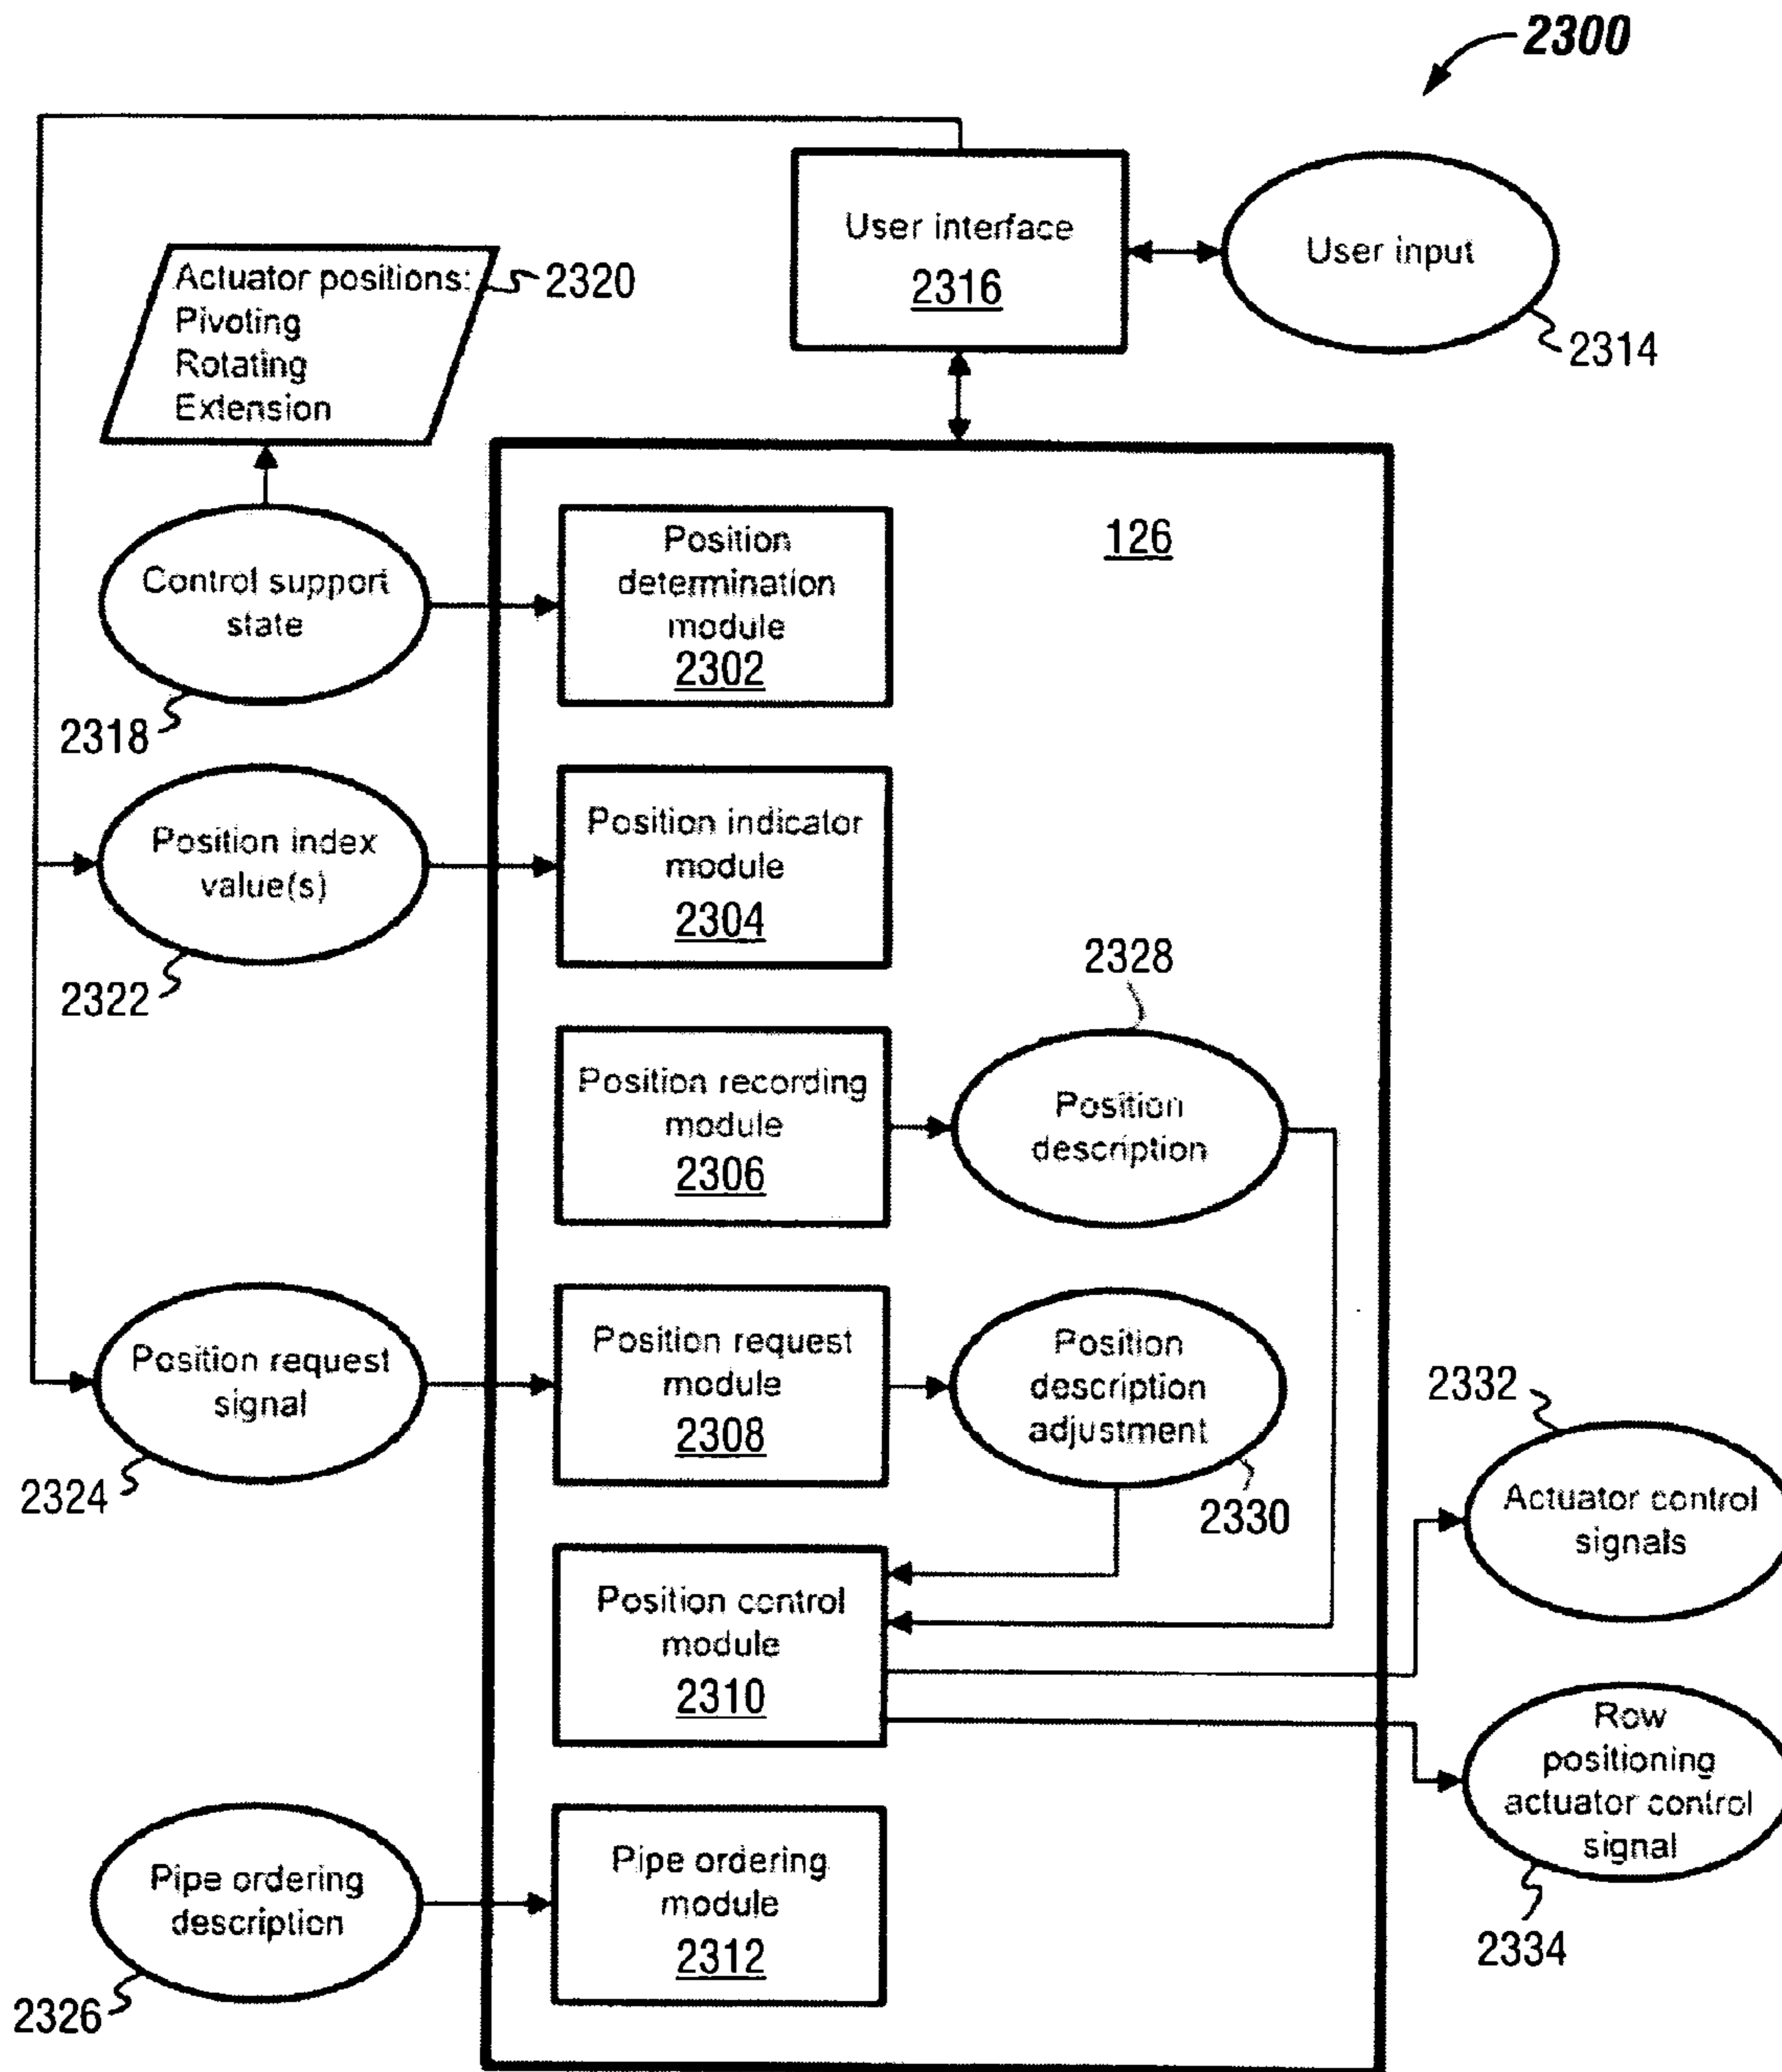 2300
User interface
2316
User input
2314
Actuator positions:
Pivoting
Rotating
Extension
2320
126
Control support
state
2318
Position
determination
module
2302
Position index
value(s)
2322
Position indicator
module
2304
2328
Position recording
module
2306
Position
description
Position request
signal
2324
Position request
module
2308
Position
description
adjustment
2330
2332
Actuator control
signals
Position control
module
2310
Row
positioning
actuator control
signal
2334
Pipe ordering
description
2326
Pipe ordering
module
2312